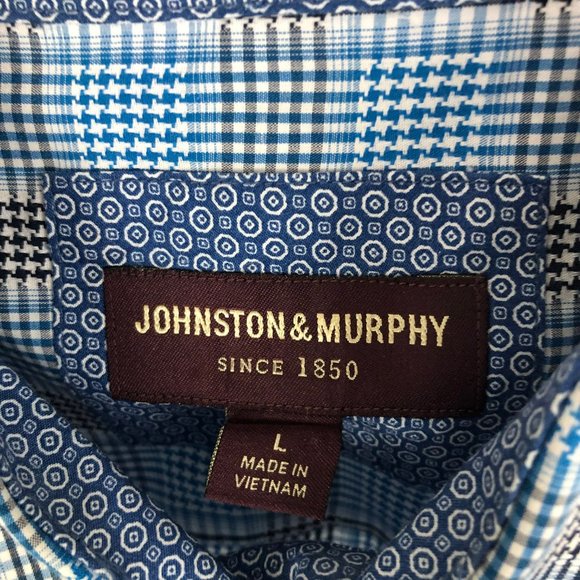 JOHNSTON & MURPHY
SINCE 1850
L
MADE IN
VIETNAM